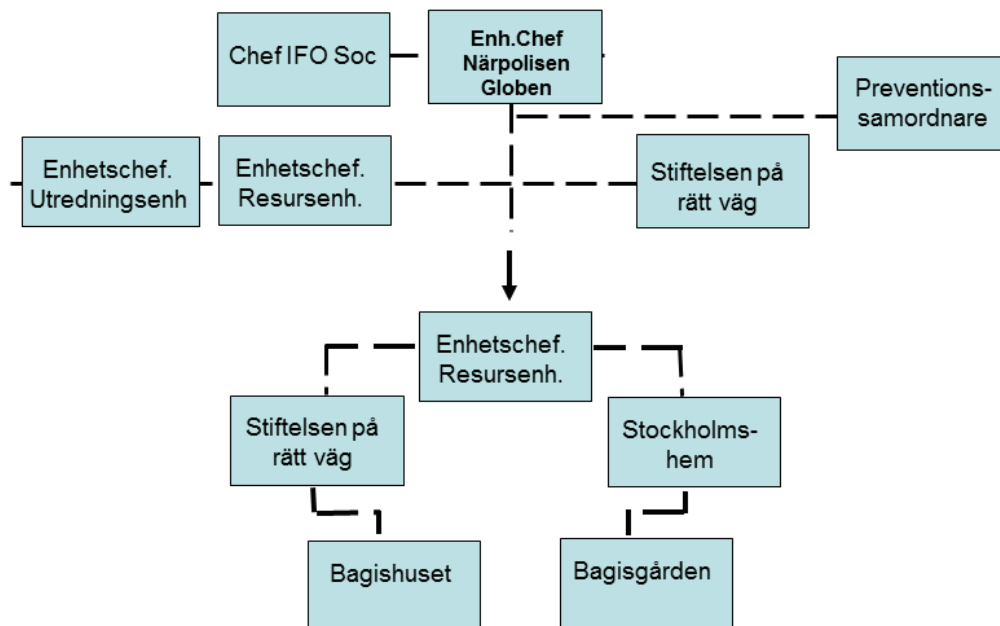 Chef IFO Soc
Enh.Chef
Närpolisen
Globen
Preventions-
samordnare
Enhetschef.
Utredningsenh
Enhetschef.
Resursenh.
Stiftelsen på
rätt väg
Enhetschef.
Resursenh.
Stiftelsen på
rätt väg
Stockholms-
hem
Bagishuset
Bagisgården